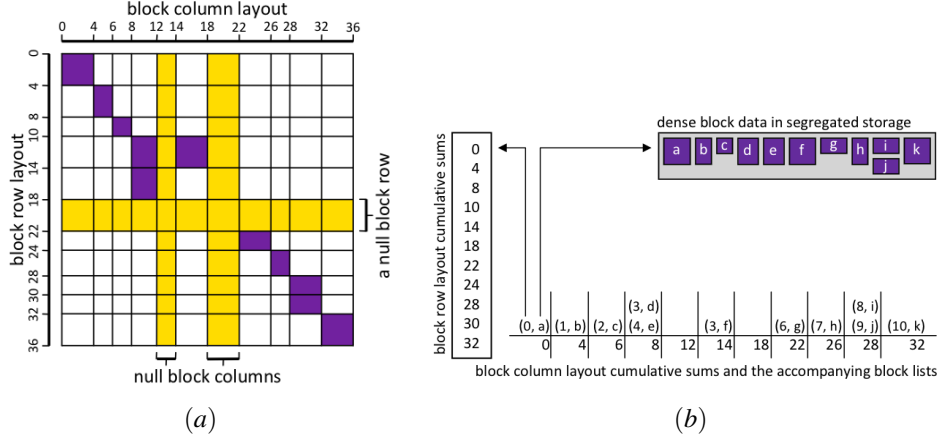 block column layout
0 4 6 8 12 14 18 22 26 28 32 36
block row layout
0
4
8
10
14
18
22
24
28
30
32
36
a null block row
null block columns
(a)
dense block data in segregated storage
a b c d e f g h i k
j
block row layout cumulative sums
0
4
8
10
14
18
22
24
28
30
32
(3, d) (8, i)
(0, a) (1, b) (2, c) (4, e) (3, f) (6, g) (7, h) (9, j) (10, k)
0 4 6 8 12 14 18 22 26 28 32
block column layout cumulative sums and the accompanying block lists
(b)